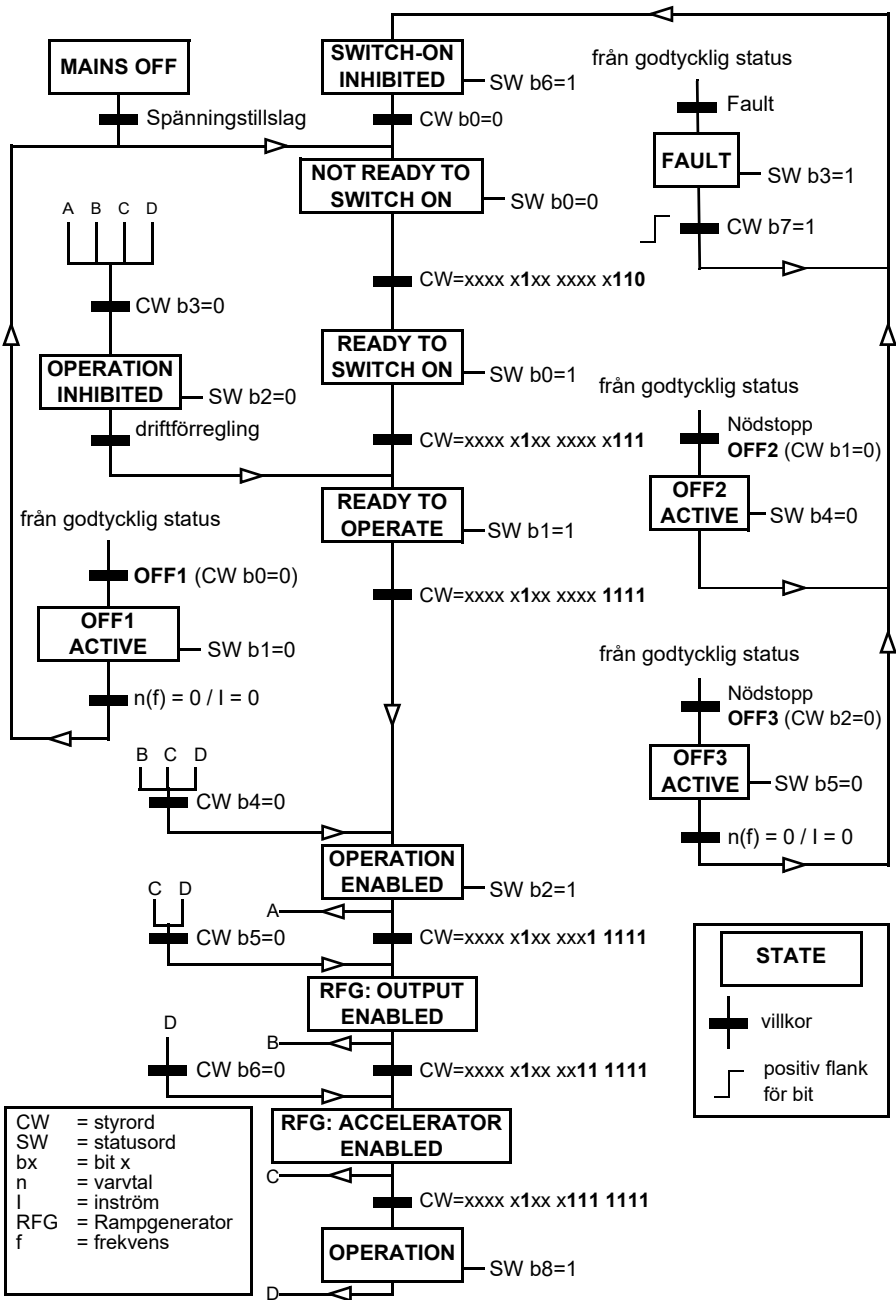 MAINS OFF
Spänningstillslag
SWITCH-ON
INHIBITED
SW b6=1
CW b0=0
från godtycklig status
Fault
FAULT
SW b3=1
CW b7=1
NOT READY TO
SWITCH ON
SW b0=0
A B C D
CW b3=0
CW=xxxx x1xx xxxx x110
OPERATION
INHIBITED
SW b2=0
driftförregling
READY TO
SWITCH ON
SW b0=1
CW=xxxx x1xx xxxx x111
från godtycklig status
Nödstopp
OFF2 (CW b1=0)
OFF2
ACTIVE
SW b4=0
READY TO
OPERATE
SW b1=1
CW=xxxx x1xx xxxx 1111
från godtycklig status
OFF1 (CW b0=0)
OFF1
ACTIVE
SW b1=0
n(f) = 0 / I = 0
från godtycklig status
Nödstopp
OFF3 (CW b2=0)
OFF3
ACTIVE
SW b5=0
n(f) = 0 / I = 0
B C D
CW b4=0
OPERATION
ENABLED
SW b2=1
A
C D
CW b5=0
CW=xxxx x1xx xxx1 1111
RFG: OUTPUT
ENABLED
B
D
CW b6=0
CW=xxxx x1xx xx11 1111
RFG: ACCELERATOR
ENABLED
C
CW=xxxx x1xx x111 1111
OPERATION
SW b8=1
D
STATE
villkor
positiv flank
för bit
CW = styrord
SW = statusord
bx = bit x
n = varvtal
I = inström
RFG = Rampgenerator
f = frekvens